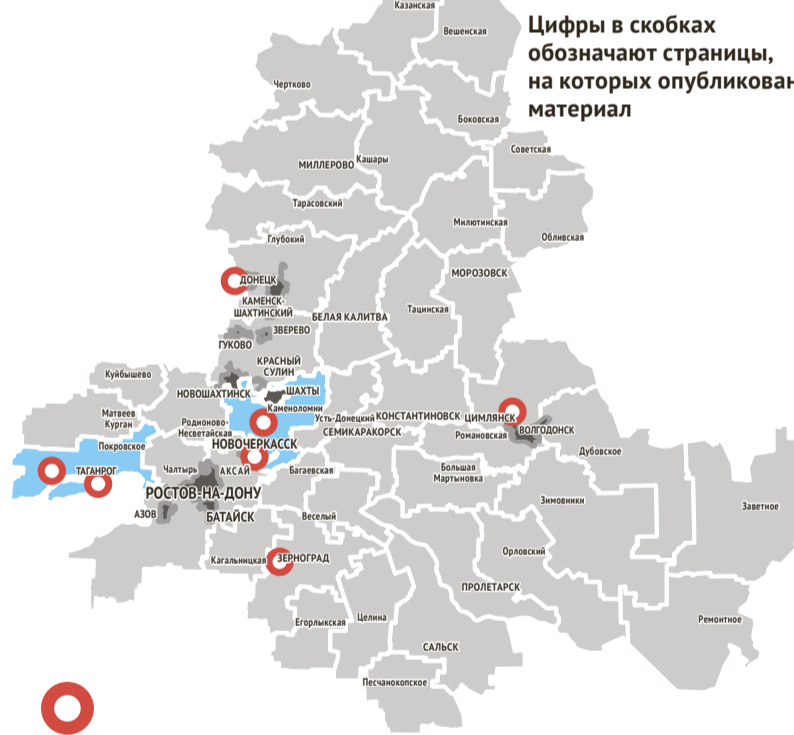 Казанская
Вешенская
Цифры в скобках
обозначают страницы,
на которых опубликован
материал
Чертково
Боковская
Советская
Кашары
МИЛЛЕРОВО
Тарасовский
Милютинская
Обливская
Глубокий
МОРОЗОВСК
ДОНЕЦК
КАМЕНСК-
ШАХТИНСКИЙ
Тацинская
БЕЛАЯ КАЛИТВА
ЗВЕРЕВО
ГУКОВО
КРАСНЫЙ
СУЛИН
Куйбышево
НОВОШАХТИНСК
ШАХТЫ
Каменоломни
Матвеев
Курган
Родионово-
Несветайская
Усть-Донецкий
КОНСТАНТИНОВСК
ЦИМЛЯНСК
СЕМИКАРАКОРСК
Романовская
ВОЛГОДОНСК
Покровское
НОВОЧЕРКАССК
Дубовское
ТАГАНРОГ
Чалтырь
АКСАЙ
Багаевская
Большая
Мартыновка
РОСТОВ-НА-ДОНУ
Зимовники
Заветное
АЗОВ
БАТАЙСК
Веселый
Орловский
Кагальницкая
ЗЕРНОГРАД
ПРОЛЕТАРСК
Егорлыкская
Целина
Ремонтное
САЛЬСК
Песчанокопское